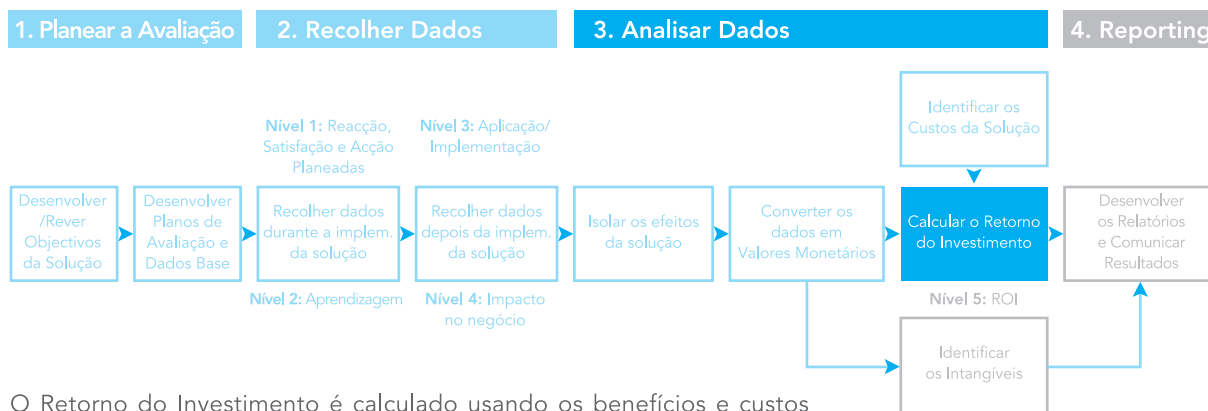 1. Planear a Avaliação
2. Recolher Dados
3. Analisar Dados
4. Reporting
Identificar os
Custos da Solução
Nível 1: Reacção,
Satisfação e Acção
Planeadas
Nível 3: Aplicação/
Implementação
Desenvolver
/Rever
Objectivos
da Solução
Desenvolver
Planos de
Avaliação e
Dados Base
Recolher dados
durante a implem.
da solução
Recolher dados
depois da implem.
da solução
Isolar os efeitos
da solução
Converter os
dados em
Valores Monetários
Calcular o Retorno
do Investimento
Desenvolver
os Relatórios
e Comunicar
Resultados
Nível 2: Aprendizagem
Nível 4: Impacto
no negócio
Nível 5: ROI
Identificar
os Intangíveis
O Retorno do Investimento é calculado usando os benefícios e custos